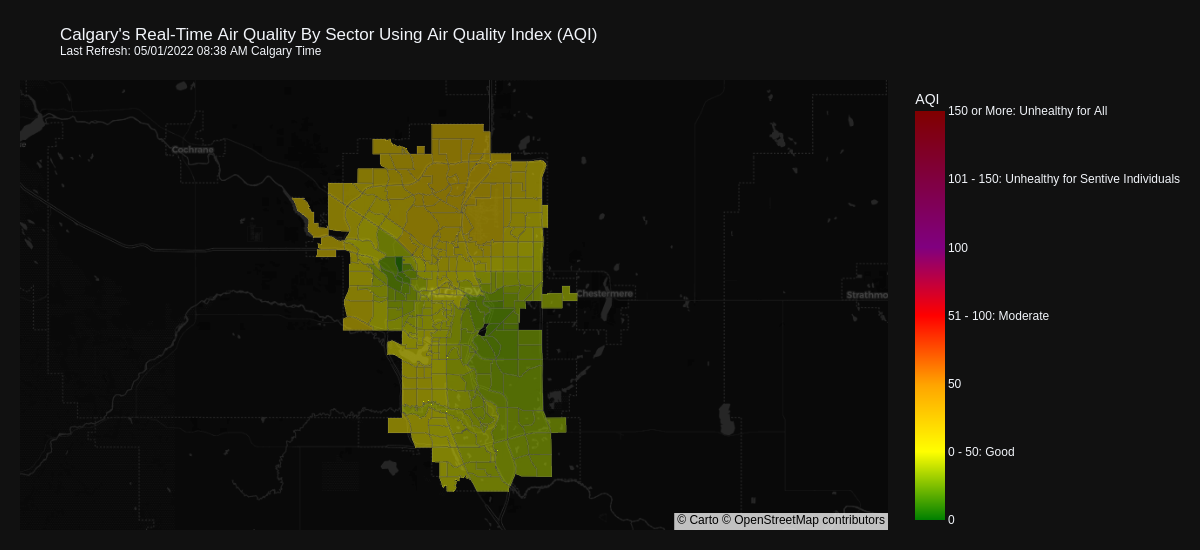 Calgary's Real-Time Air Quality By Sector Using Air Quality Index (AQI)
Last Refresh: 05/01/2022 08:38 AM Calgary Time
AQI
150 or More: Unhealthy for All
Cochrane
101 - 150: Unhealthy for Sentive Individuals
100
Chestermere
Strathmo
51 - 100: Moderate
50
0 - 50: Good
0
© Carto © OpenStreetMap contributors